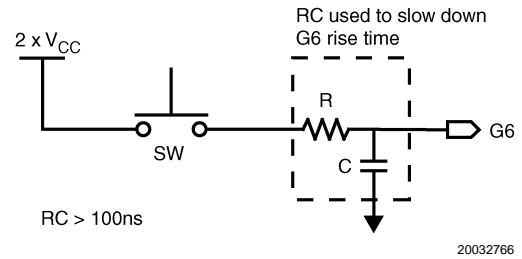 RC used to slow down
G6 rise time
2 x VCC
R
G6
SW
C
RC > 100ns
20032766